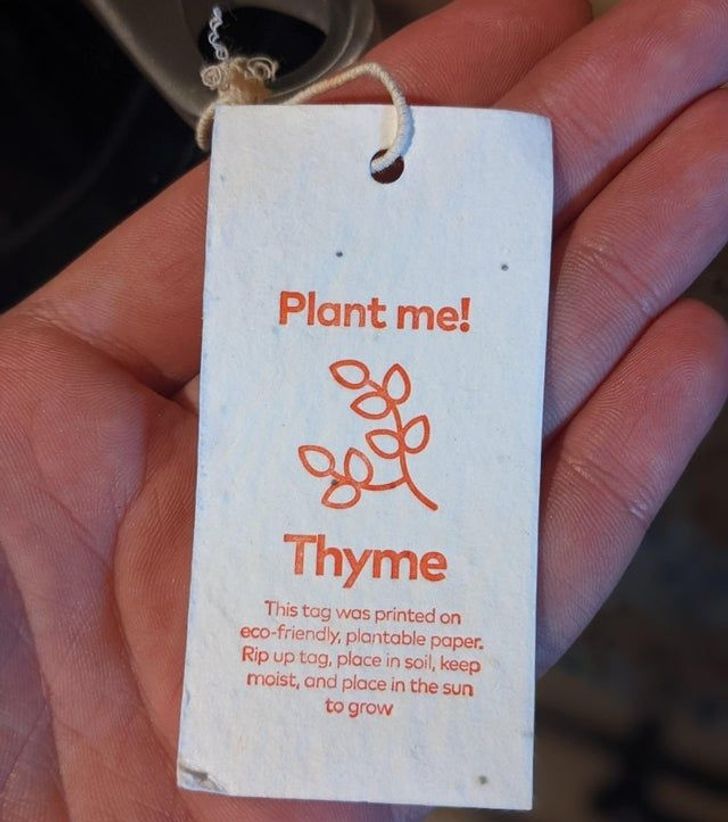 Plant me!
Thyme
This tag was printed on
eco-friendly, plantable paper.
Rip up tag, place in soil, keep
moist, and place in the sun
to grow